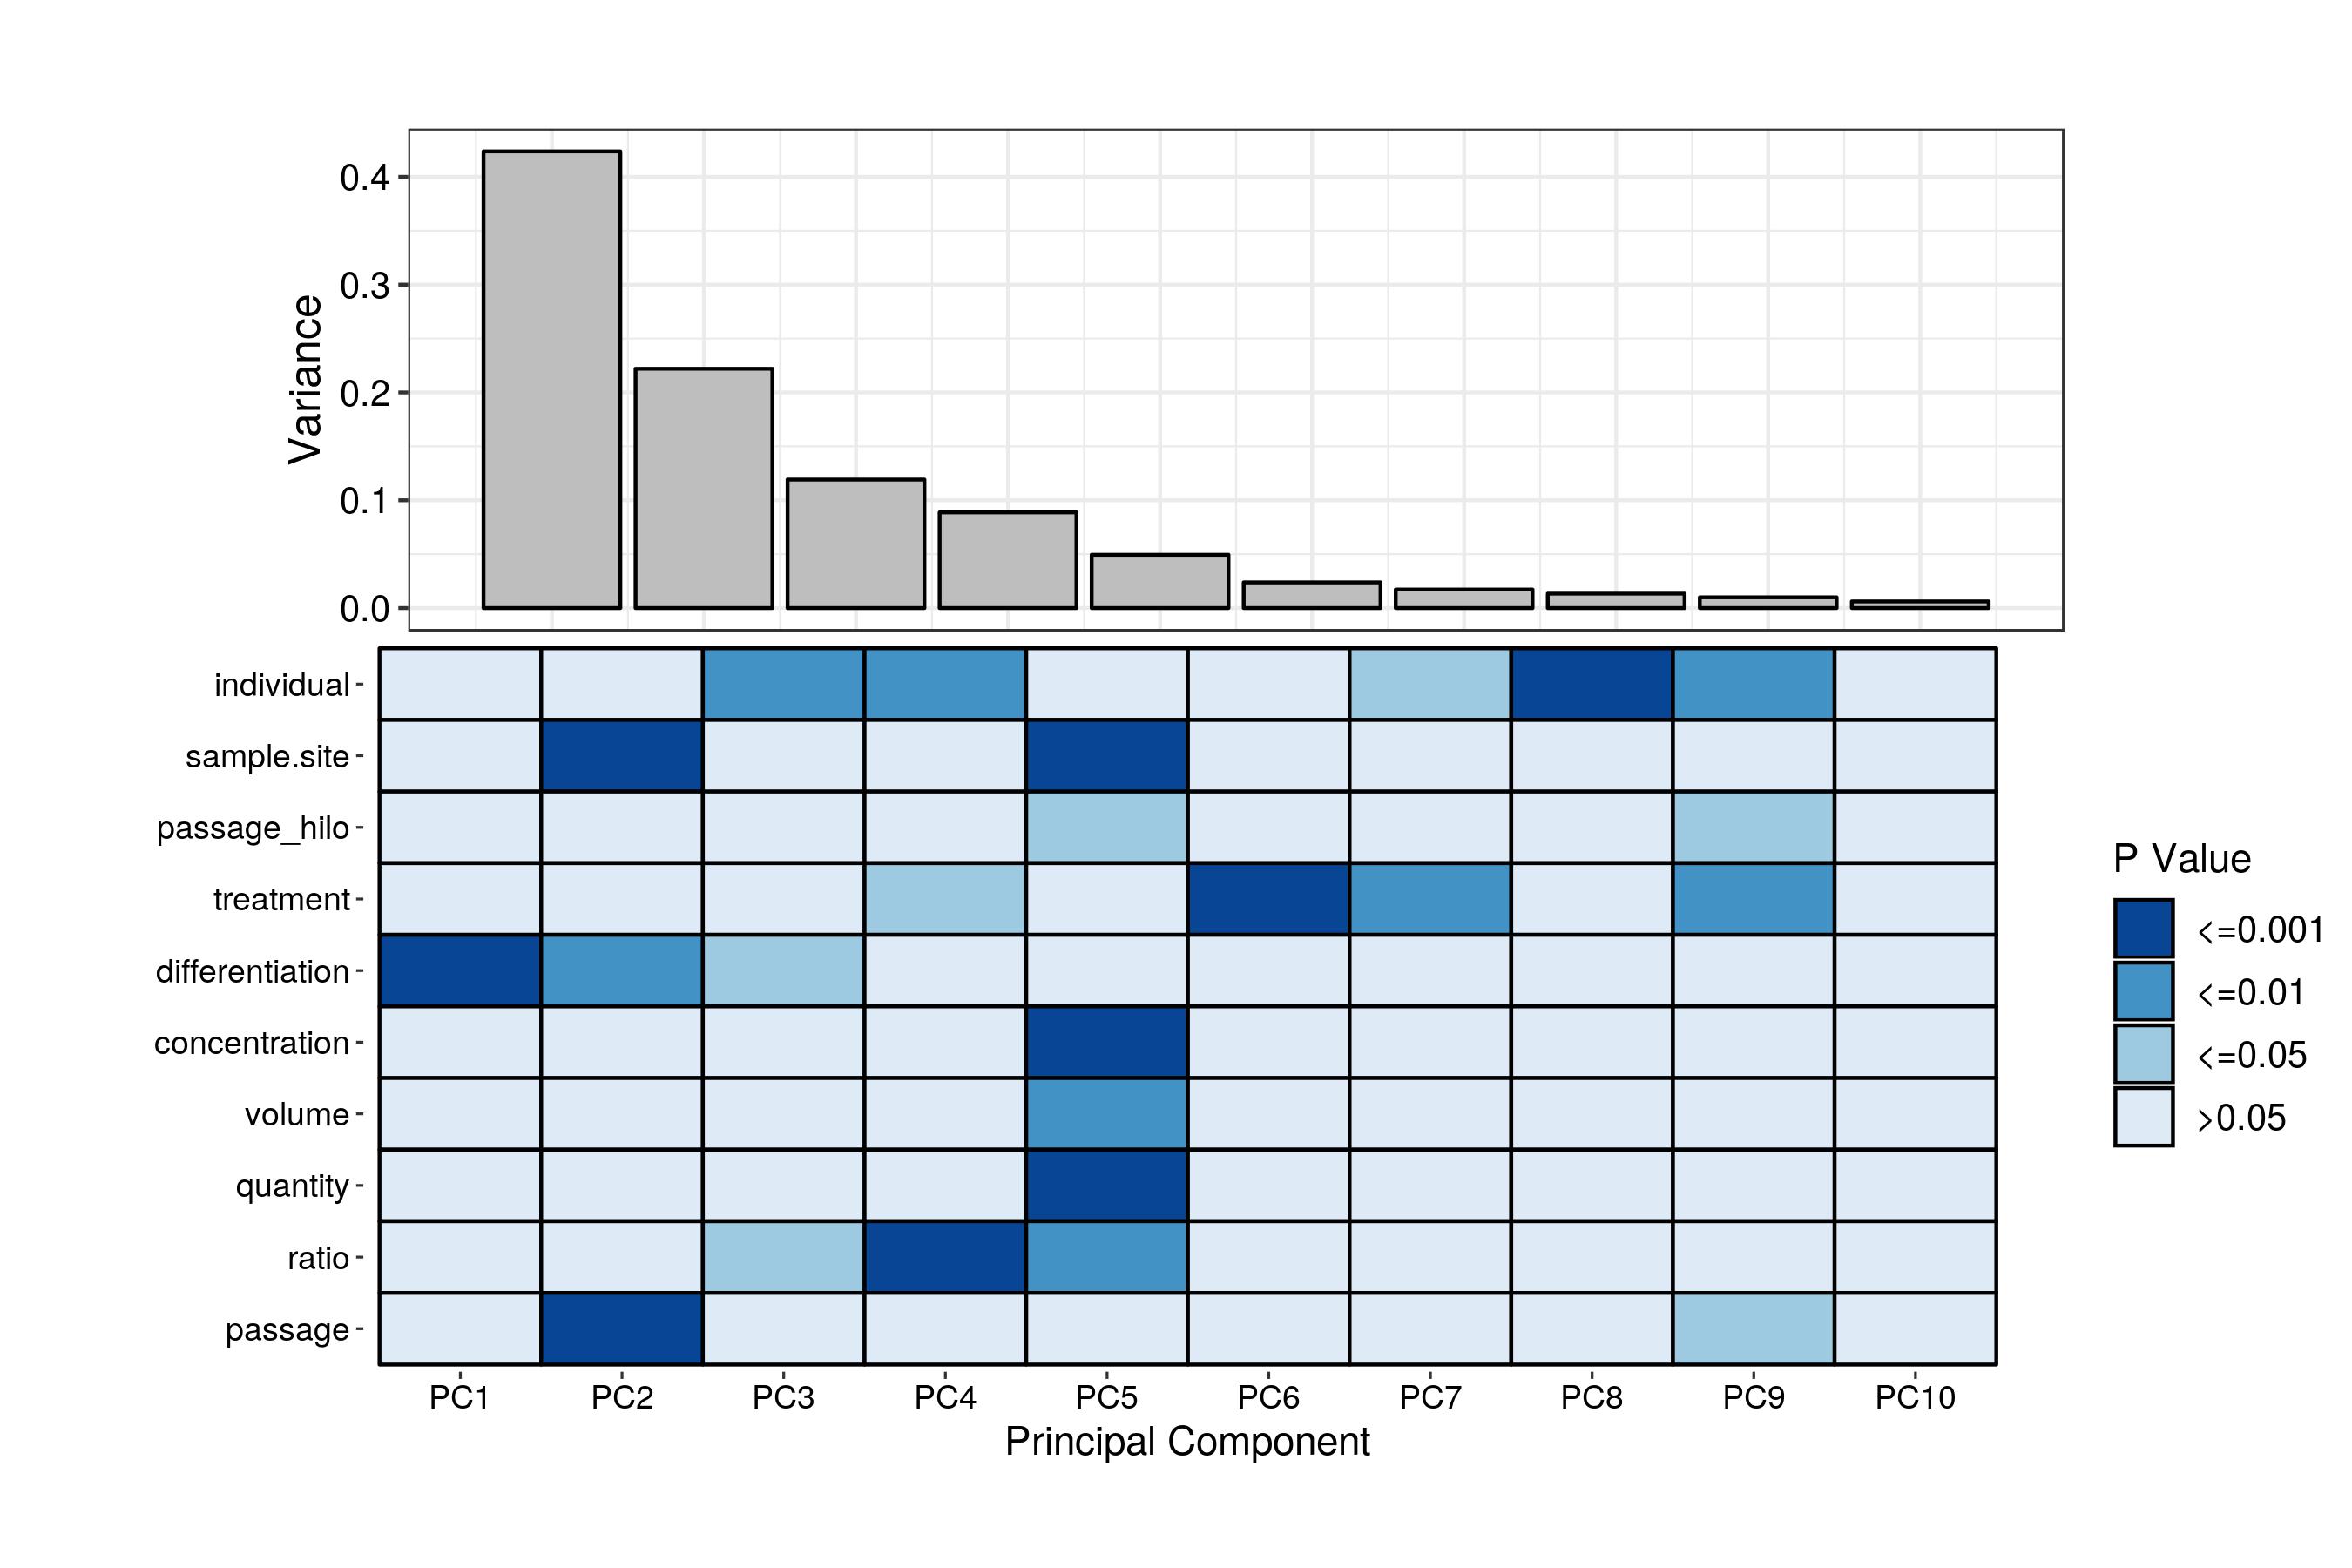 Variance
0.4
0.3
0.2
0.1
0.0
individual
sample.site
passage_hilo
treatment
differentiation
concentration
volume
quantity
ratio
passage
PC1 PC2 PC3 PC4 PC5 PC6 PC7 PC8 PC9 PC10
Principal Component
P Value
<=0.001
<=0.01
<=0.05
>0.05